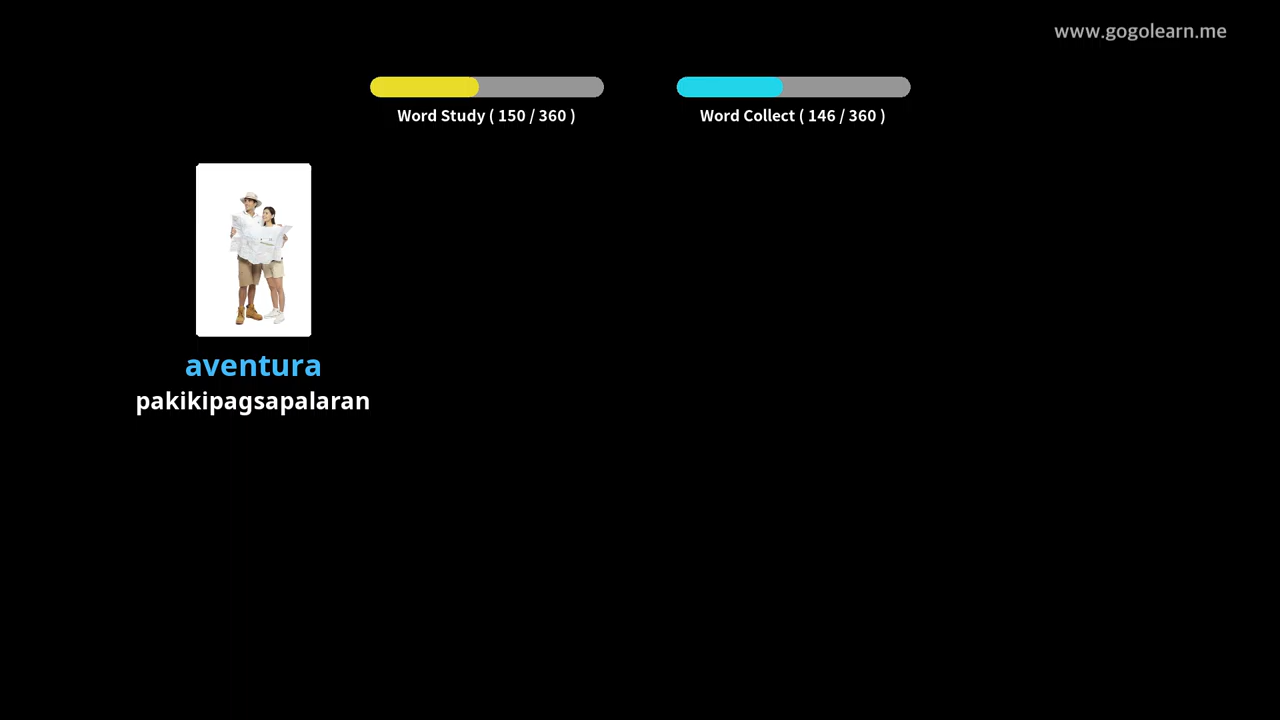 www.gogolearn.me
Word Study ( 150 / 360 )
Word Collect ( 146 / 360 )
aventura
pakikipagsapalaran